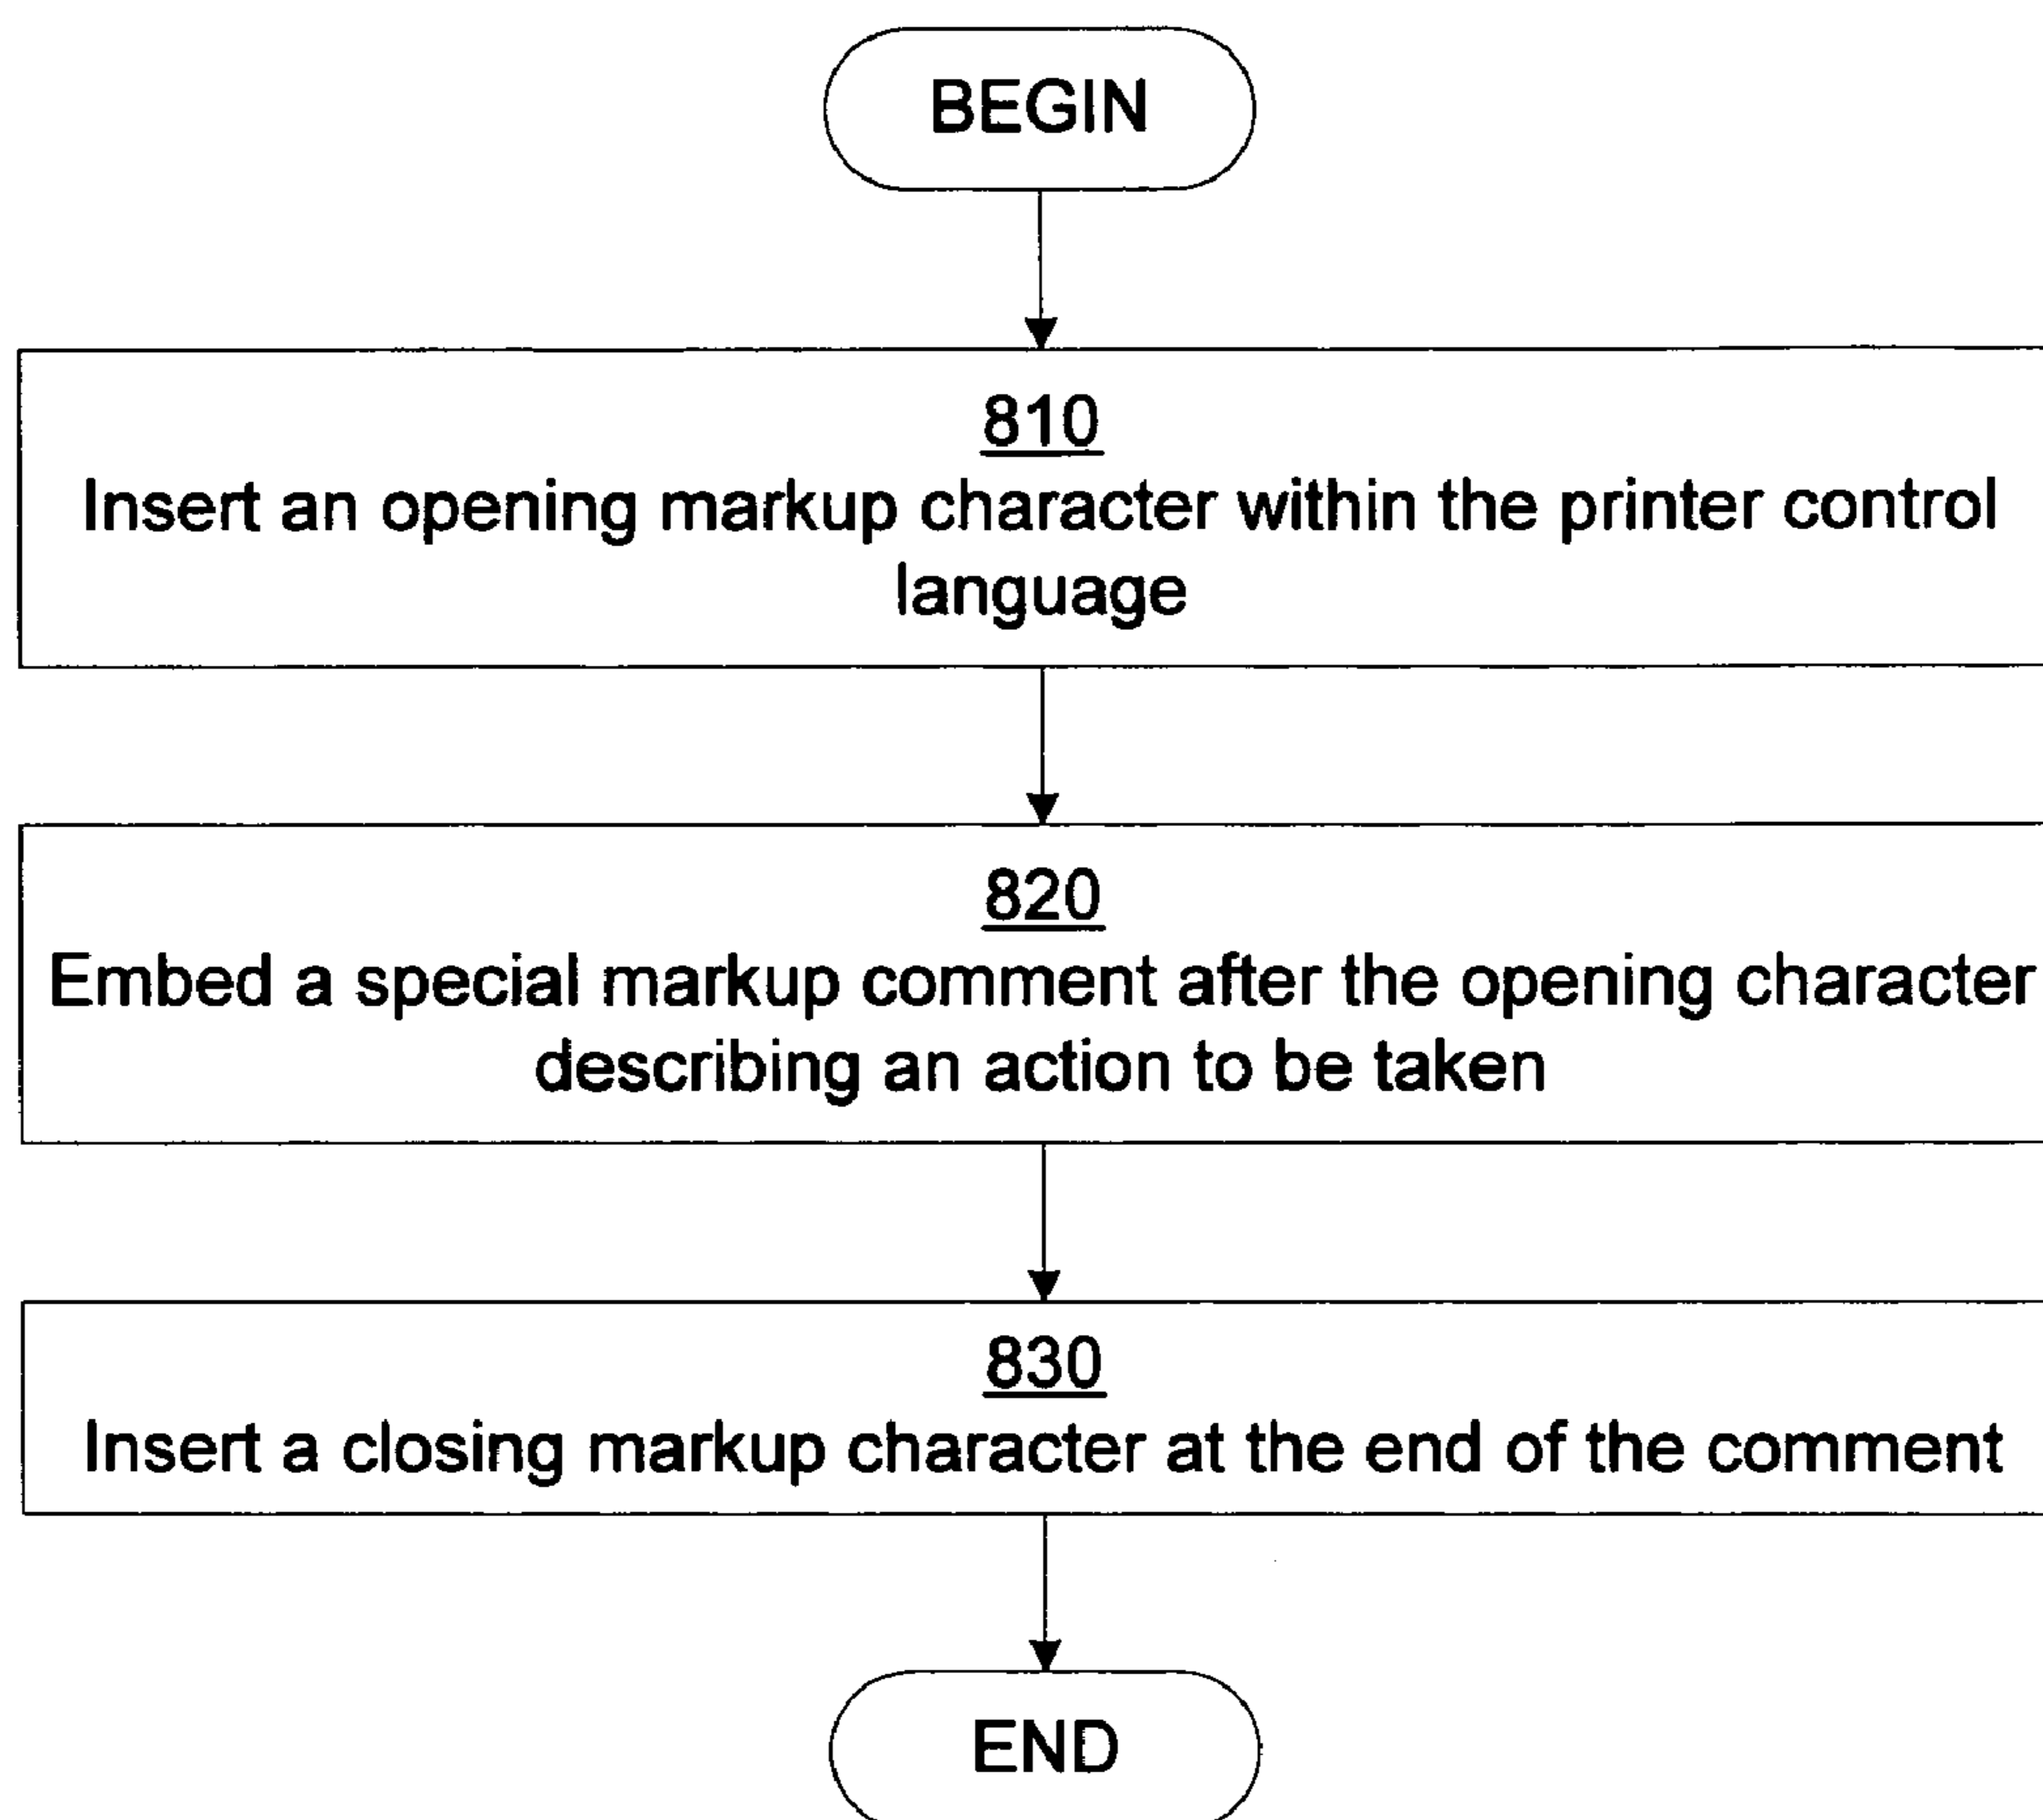 BEGIN
810
Insert an opening markup character within the printer control
language
820
Embed a special markup comment after the opening character
describing an action to be taken
830
Insert a closing markup character at the end of the comment
END